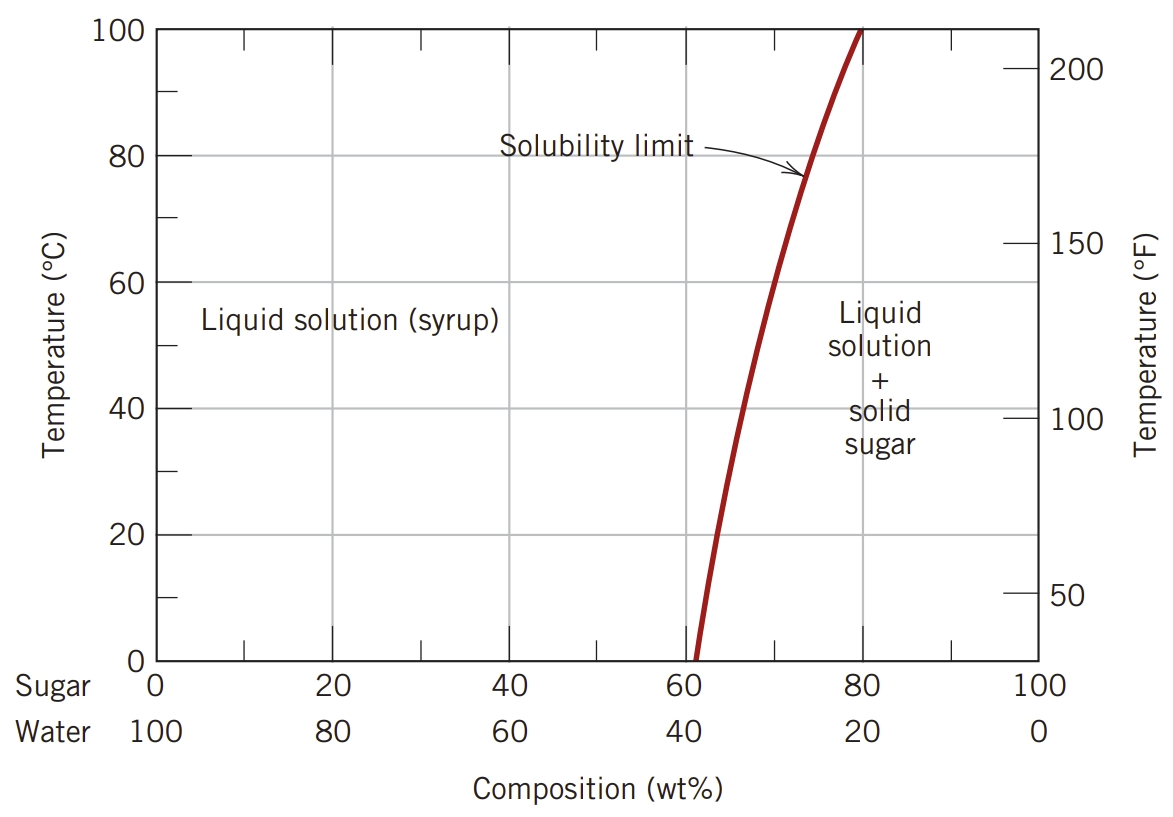 100
200
Solubility limit
80
150
60
Temperature (°C)
Temperature (°F)
Liquid solution (syrup)
Liquid
solution
+
solid
sugar
40
100
20
50
0
Sugar 0 20 40 60 80 100
Water 100 80 60 40 20 0
Composition (wt%)